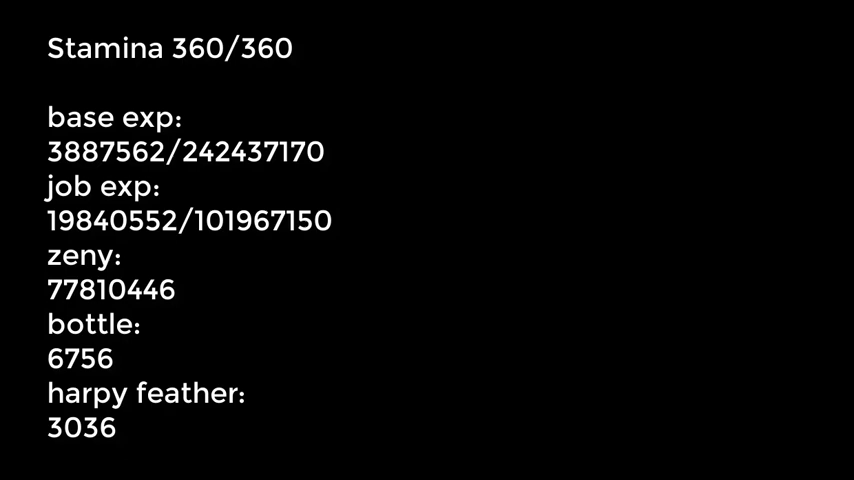 Stamina 360/360
base exp:
3887562/242437170
job exp:
19840552/101967150
zeny:
77810446
bottle:
6756
harpy feather:
3036